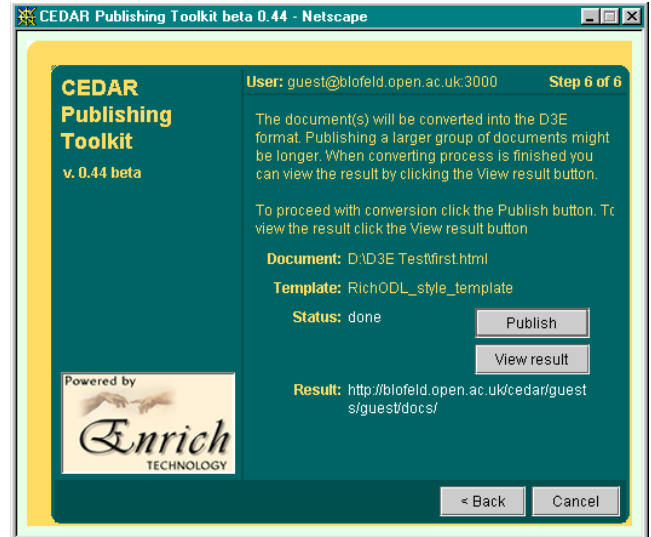 CEDAR Publishing Toolkit beta 0.44 - Netscape
CEDAR
Publishing
Toolkit
v. 0.44 beta
User: guest@blofeld.open.ac.uk:3000 Step 6 of 6
The document(s) will be converted into the D3E
format. Publishing a larger group of documents might
be longer. When converting process is finished you
can view the result by clicking the View result button.
To proceed with conversion click the Publish button. To
view the result click the View result button
Document: D:\D3E Test\first.html
Template: RichODL_style_template
Status: done
Publish
View result
Result: http://blofeld.open.ac.uk/cedar/guest
s/guest/docs/
Powered by
Enrich
TECHNOLOGY
< Back
Cancel